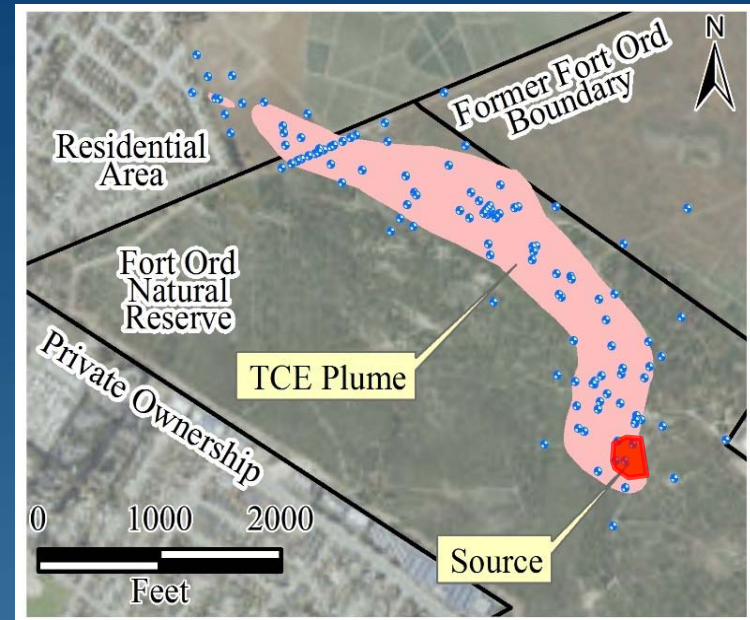 N
Former Fort Ord
Boundary
Residential
Area
Fort Ord
Natural
Reserve
Private Ownership
TCE Plume
0 1000 2000
Feet
Source